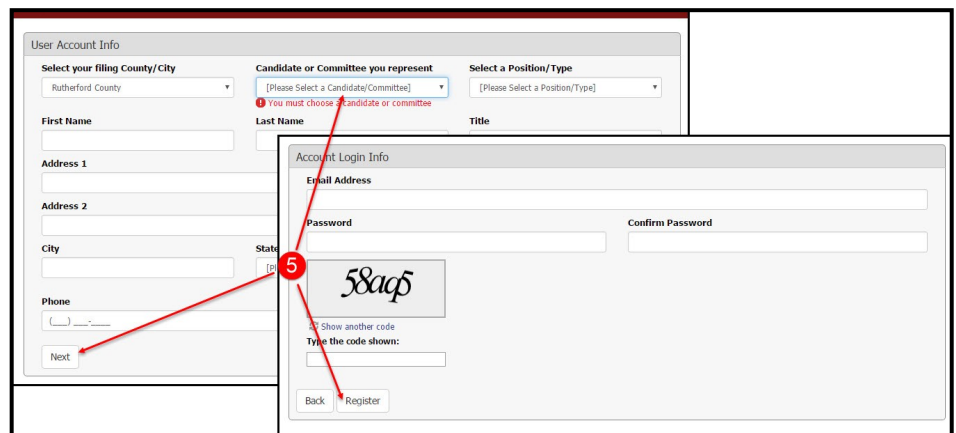 User Account Info
Select your filing County/City Candidate or Committee you represent Select a Position/Type
Rutherford County [Please Select a Candidate/Committee] [Please Select a Position/Type]
You must choose a candidate or committee
First Name Last Name Title
Address 1
Address 2
City State
Phone
(___) ___-____
Next
5
Account Login Info
Email Address
Password Confirm Password
58aq5
Show another code
Type the code shown:
Back Register